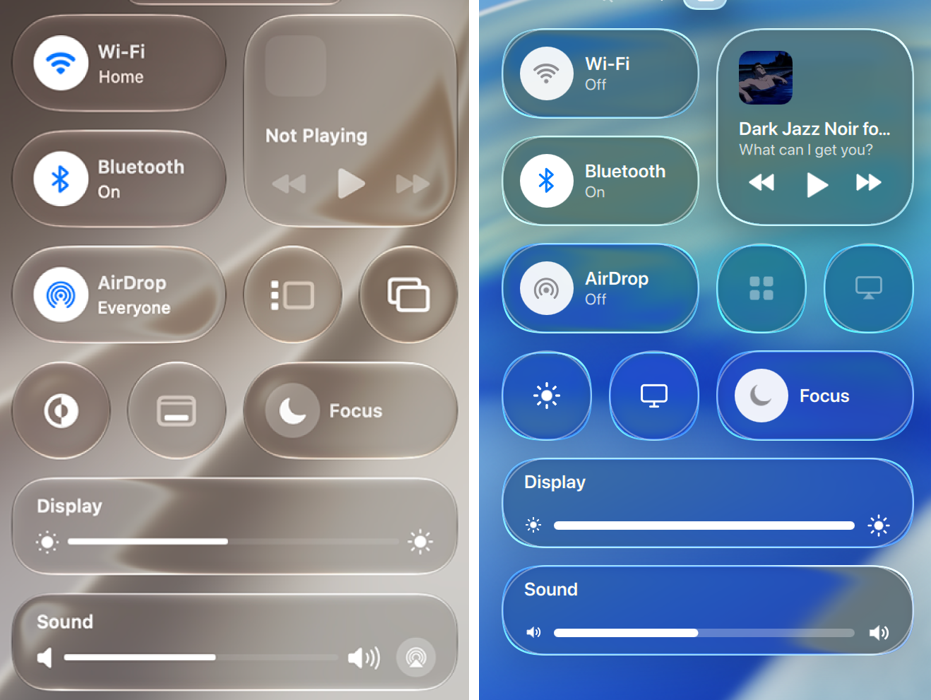 Wi-Fi
Home
Not Playing
Bluetooth
On
AirDrop
Everyone
Focus
Display
Sound
Wi-Fi
Off
Dark Jazz Noir fo...
What can I get you?
Bluetooth
On
AirDrop
Off
Focus
Display
Sound